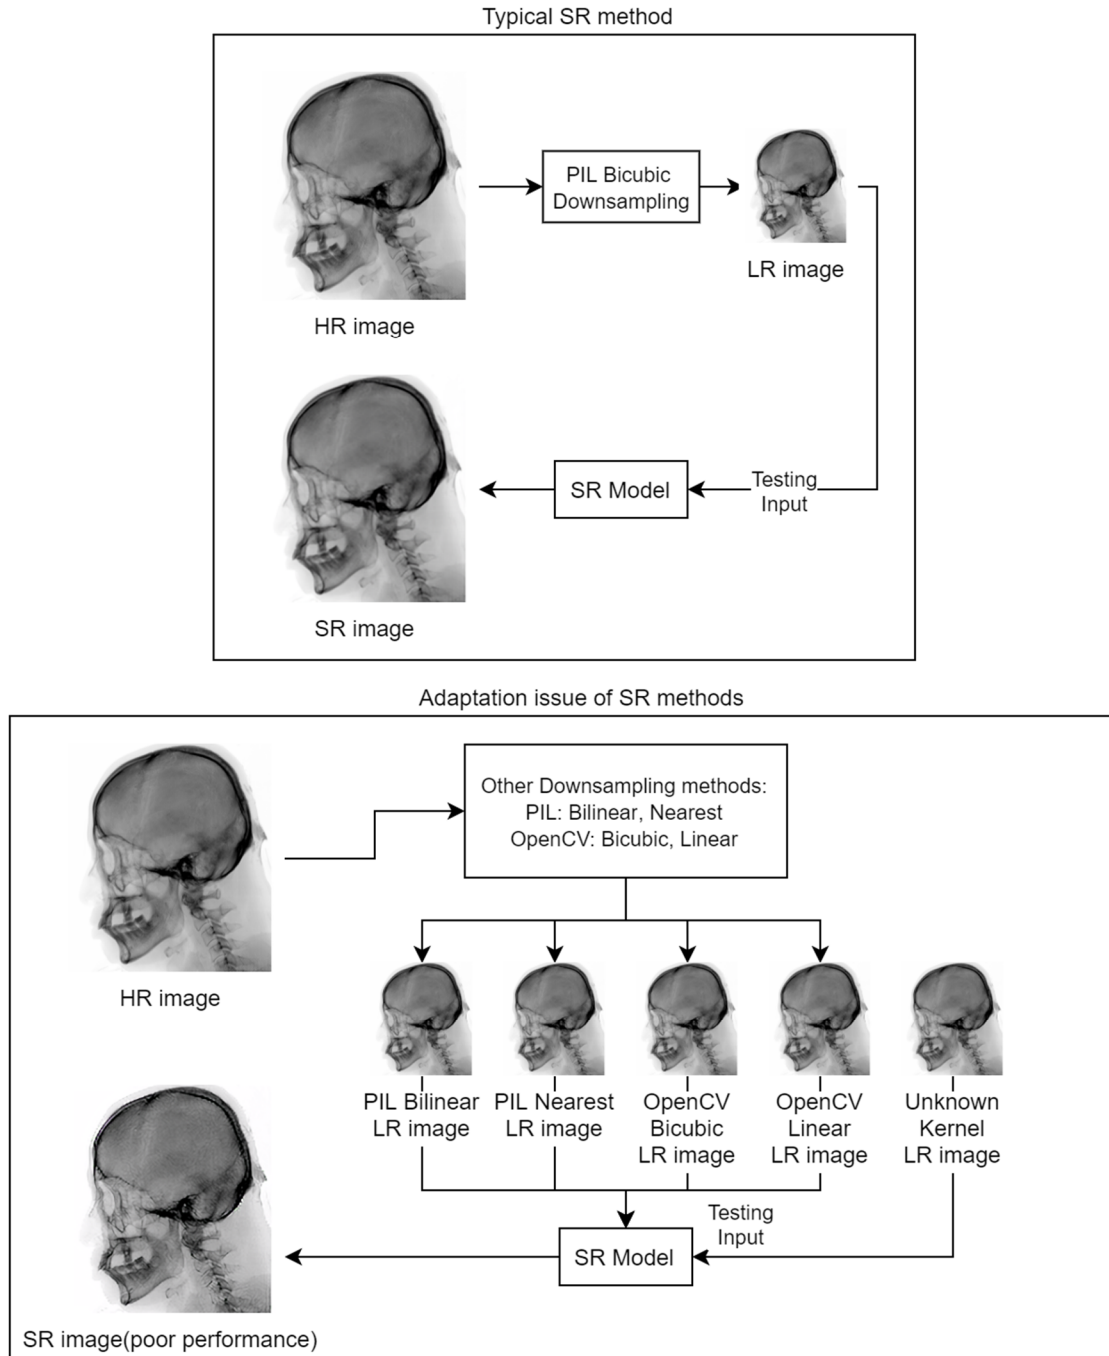 Typical SR method
PIL Bicubic
Downsampling
LR image
HR image
Testing
Input
SR Model
SR image
Adaptation issue of SR methods
Other Downsampling methods:
PIL: Bilinear, Nearest
OpenCV: Bicubic, Linear
HR image
PIL Bilinear
LR image
PIL Nearest
LR image
OpenCV
Bicubic
LR image
OpenCV
Linear
LR image
Unknown
Kernel
LR image
Testing
Input
SR Model
SR image(poor performance)